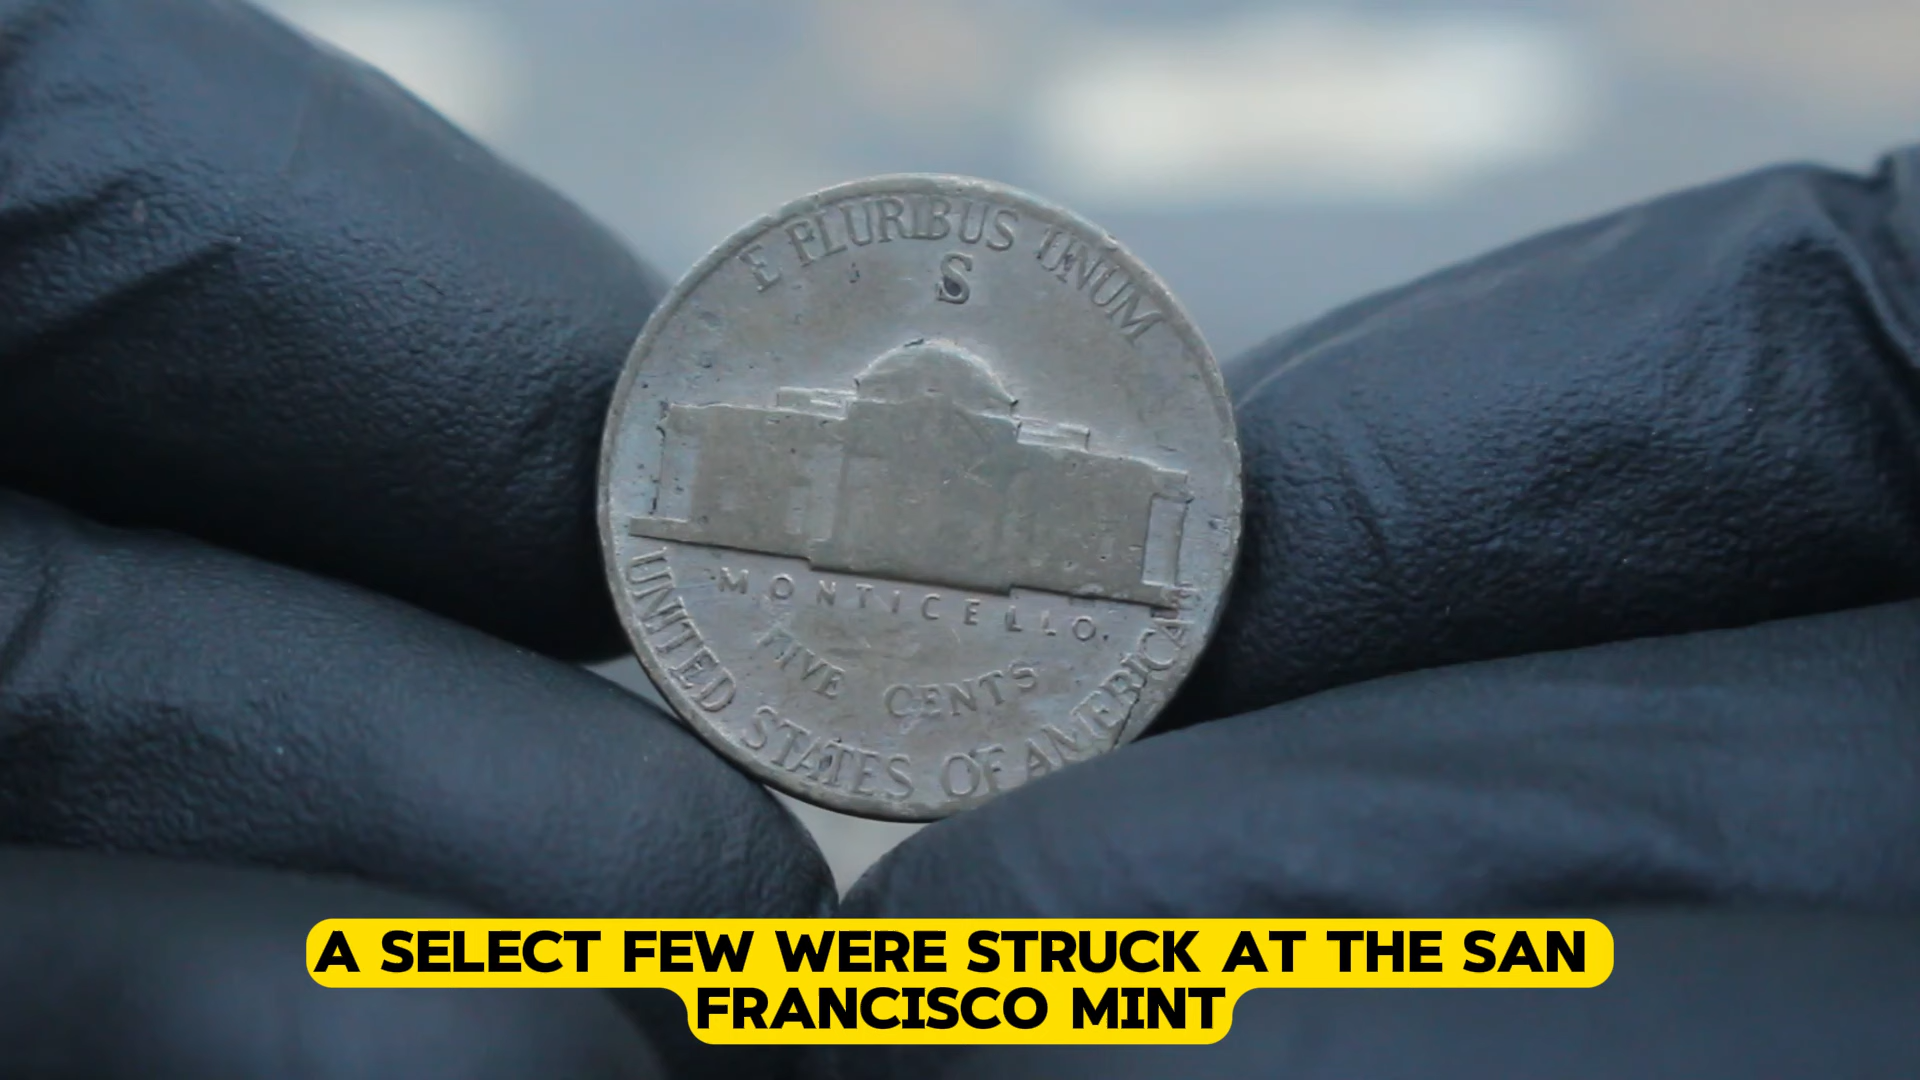 E PLURIBUS UNUM
S
MONTICELLO
FIVE CENTS
UNITED STATES OF AMERICA
A SELECT FEW WERE STRUCK AT THE SAN
FRANCISCO MINT